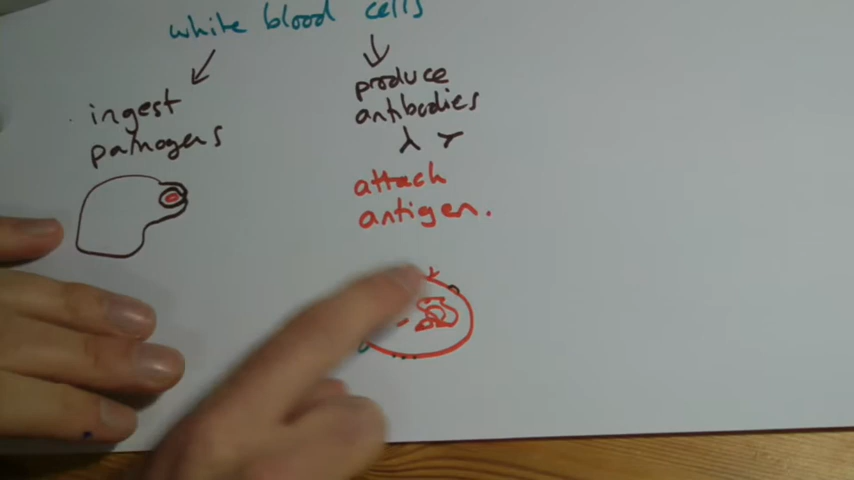 white blood cells
ingest
pathogens
produce
antibodies
attach
antigen.